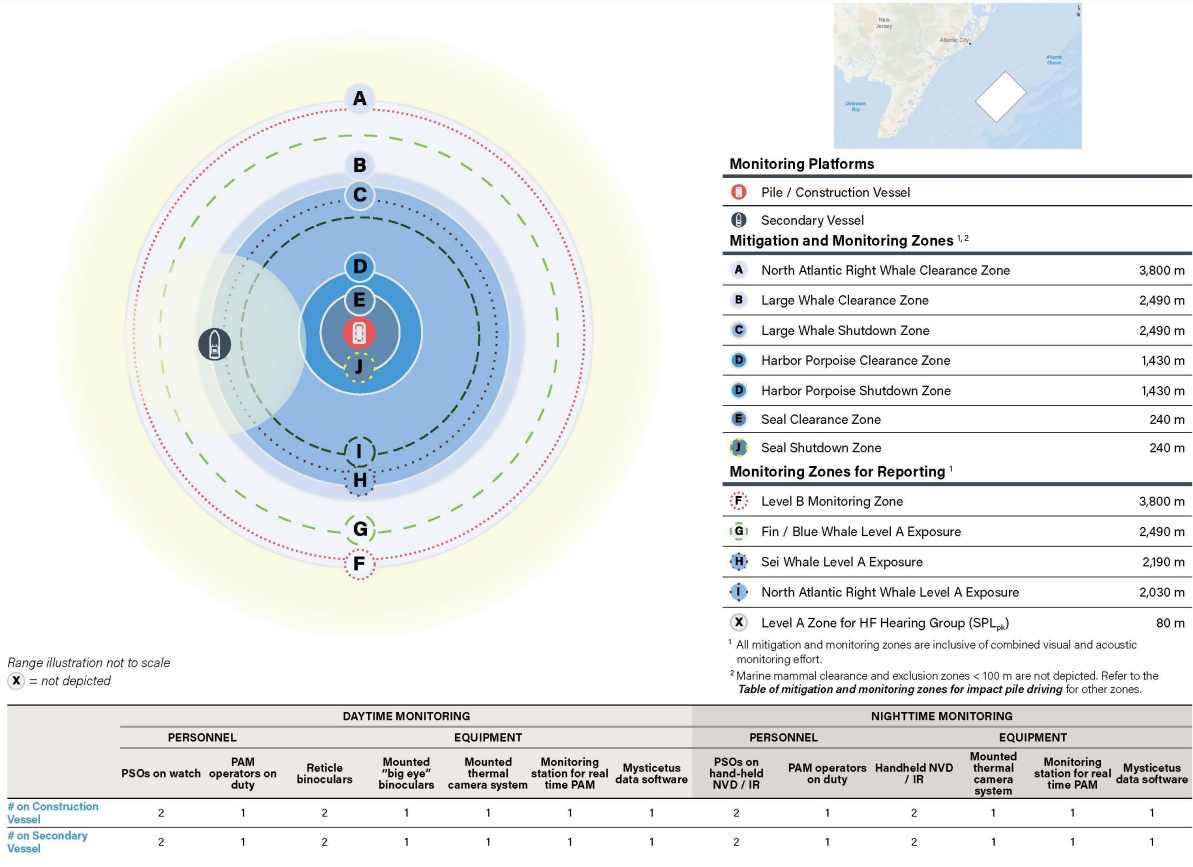 New
Jersey
Atlantic City
Atlantic
Ocean
Delaware
Bay
N
A
B
C
D
E
J
I
H
G
F
Monitoring Platforms
Pile / Construction Vessel
Secondary Vessel
Mitigation and Monitoring Zones 1, 2
A North Atlantic Right Whale Clearance Zone 3,800 m
B Large Whale Clearance Zone 2,490 m
C Large Whale Shutdown Zone 2,490 m
D Harbor Porpoise Clearance Zone 1,430 m
D Harbor Porpoise Shutdown Zone 1,430 m
E Seal Clearance Zone 240 m
J Seal Shutdown Zone 240 m
Monitoring Zones for Reporting 1
F Level B Monitoring Zone 3,800 m
G Fin / Blue Whale Level A Exposure 2,490 m
H Sei Whale Level A Exposure 2,190 m
I North Atlantic Right Whale Level A Exposure 2,030 m
X Level A Zone for HF Hearing Group (SPLpk) 80 m
1 All mitigation and monitoring zones are inclusive of combined visual and acoustic
monitoring effort.
2 Marine mammal clearance and exclusion zones < 100 m are not depicted. Refer to the
Table of mitigation and monitoring zones for impact pile driving for other zones.
Range illustration not to scale
X = not depicted
DAYTIME MONITORING NIGHTTIME MONITORING
PERSONNEL EQUIPMENT PERSONNEL EQUIPMENT
PSOs on watch
PAM
operators on
duty
Reticle
binoculars
Mounted
"big eye"
binoculars
Mounted
thermal
camera system
Monitoring
station for real
time PAM
Mysticetus
data software
PSOs on
hand-held
NVD / IR
PAM operators
on duty
Handheld NVD
/ IR
Mounted
thermal
camera
system
Monitoring
station for real
time PAM
Mysticetus
data software
# on Construction
Vessel
2 1 2 1 1 1 1 2 1 2 1 1 1
# on Secondary
Vessel
2 1 2 1 1 1 1 2 1 2 1 1 1